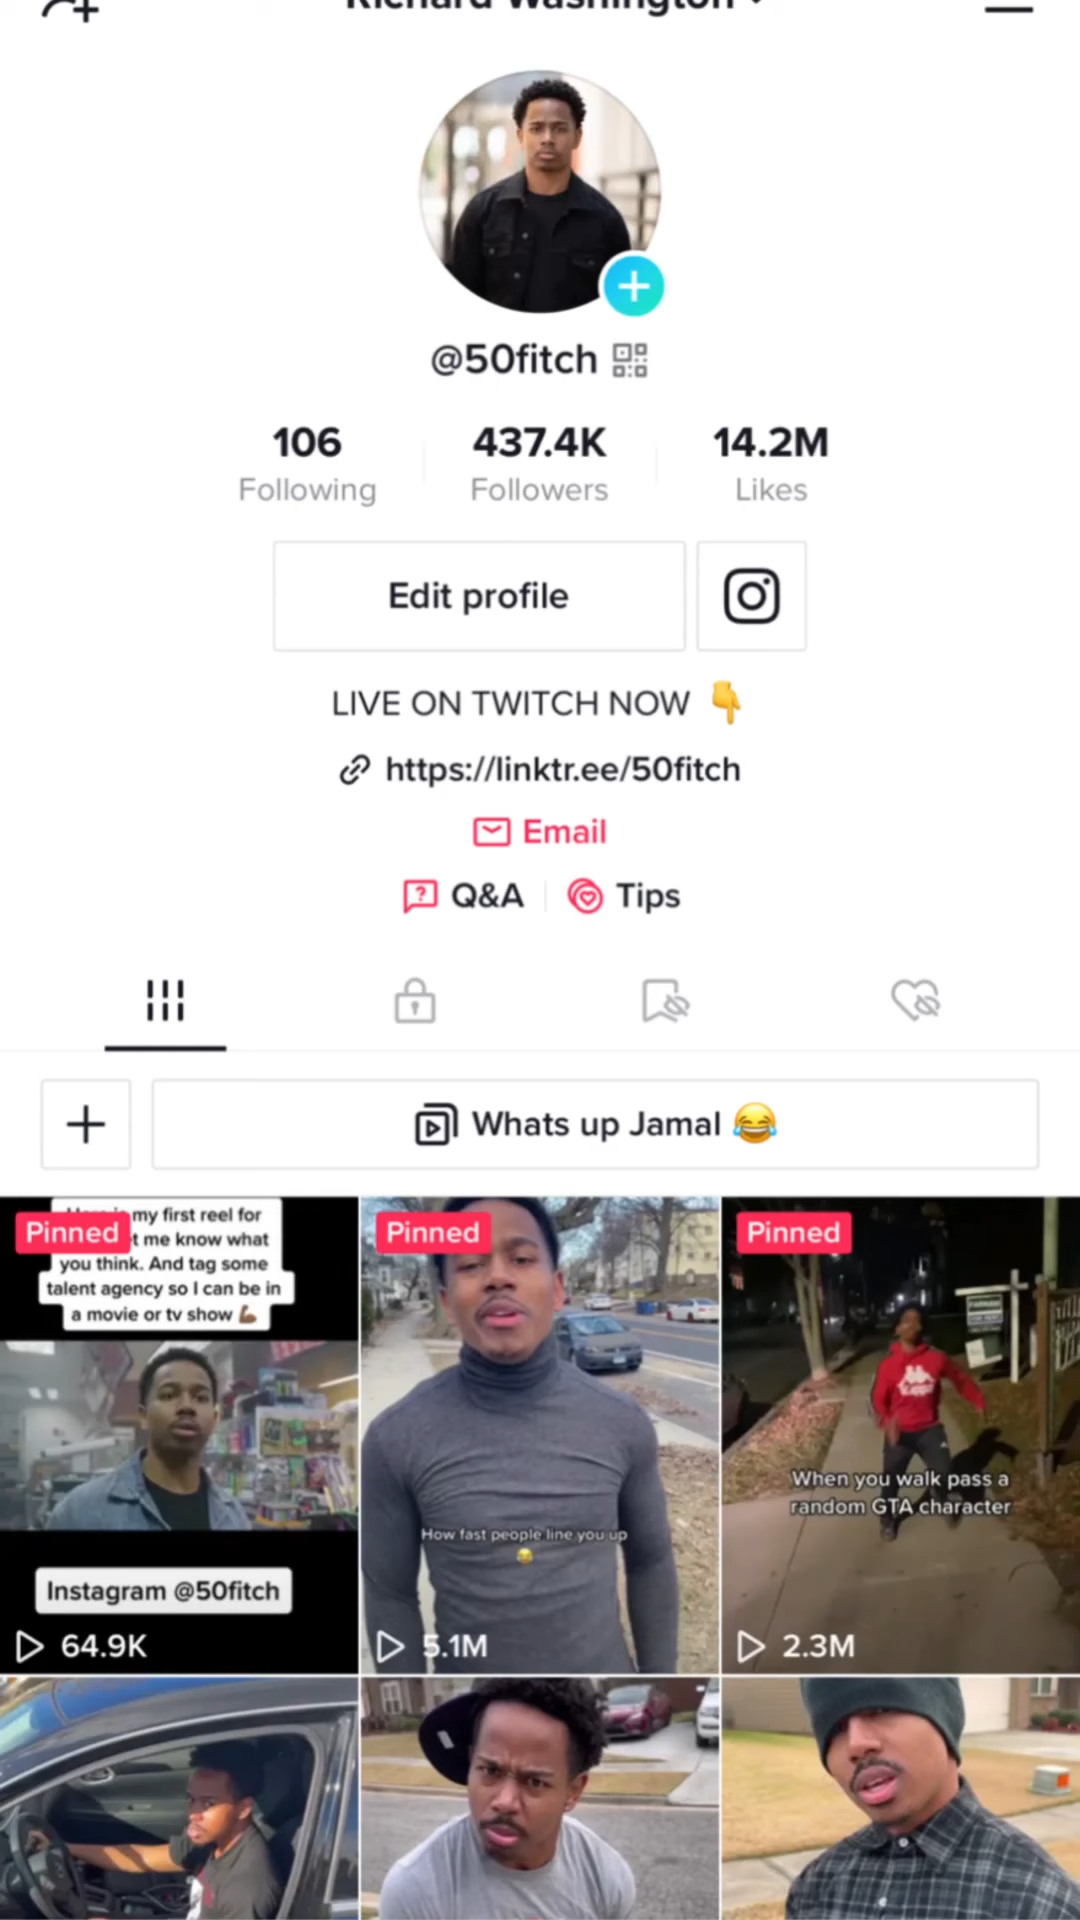 Richard Washington
@50fitch
106
437.4K
14.2M
Following
Followers
Likes
Edit profile
LIVE ON TWITCH NOW 👇
https://linktr.ee/50fitch
Email
Q&A
Tips
Whats up Jamal 😂
Pinned
my first reel for
t me know what
you think. And tag some
talent agency so I can be in
a movie or tv show 💪🏾
Instagram @50fitch
64.9K
Pinned
How fast people line you up
😂
5.1M
Pinned
Kappa
When you walk pass a
random GTA character
2.3M